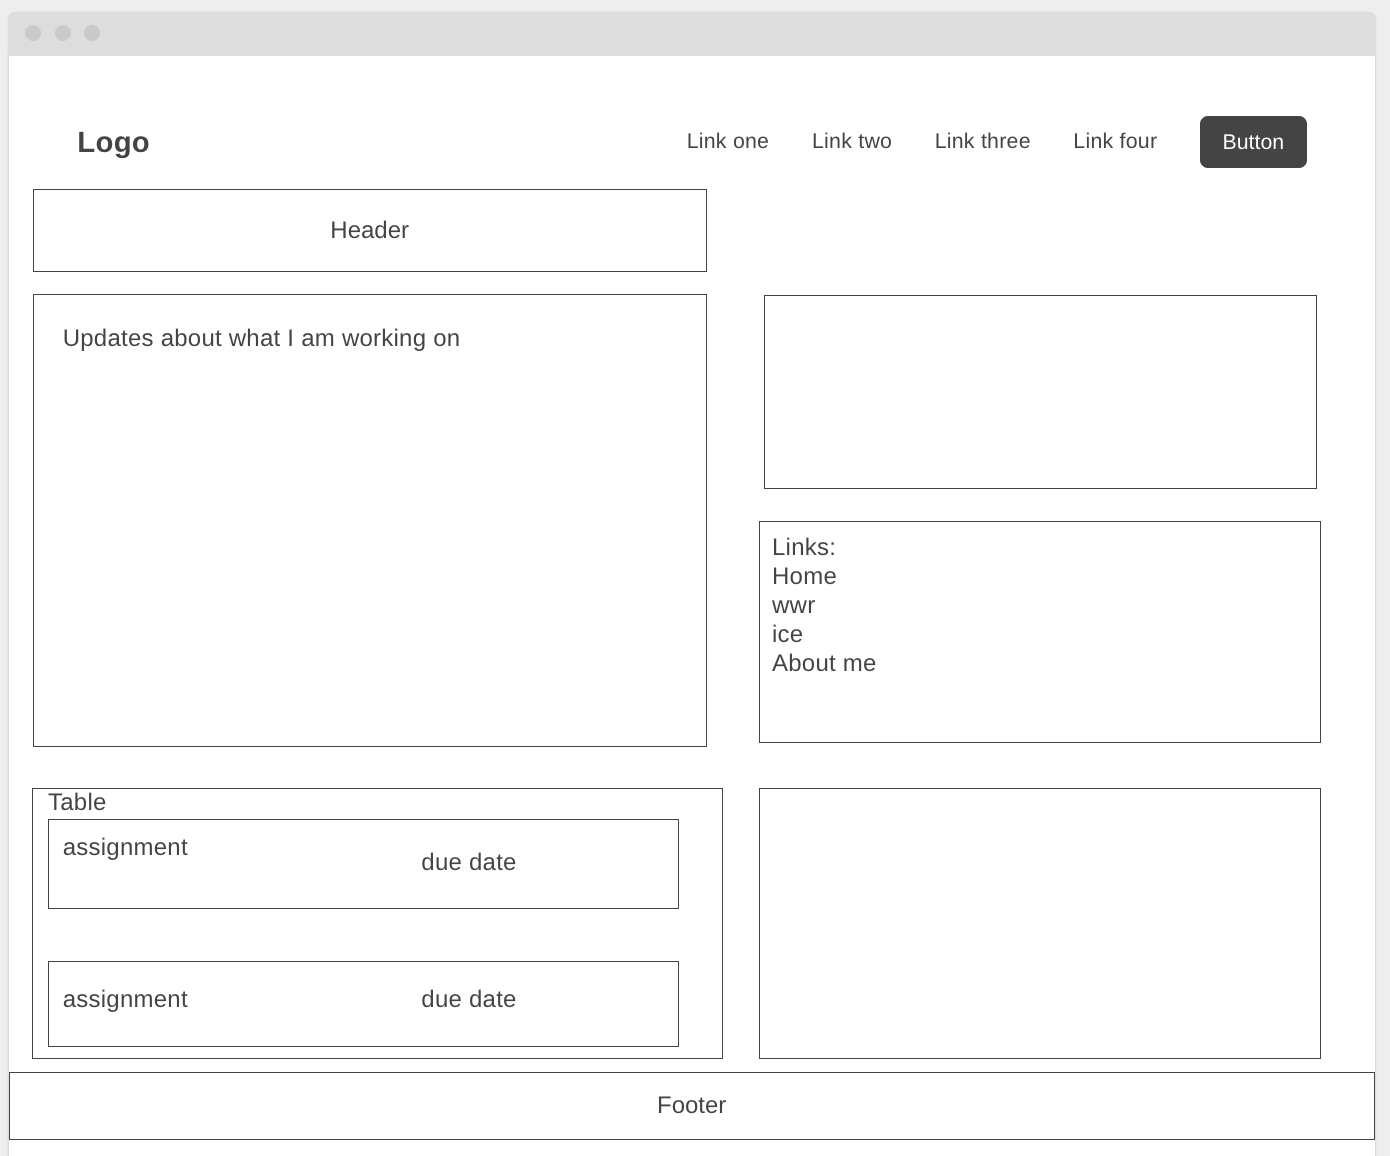 Logo
Link one
Link two
Link three
Link four
Button
Header
Updates about what I am working on
Links:
Home
wwr
ice
About me
Table
assignment
due date
assignment
due date
Footer